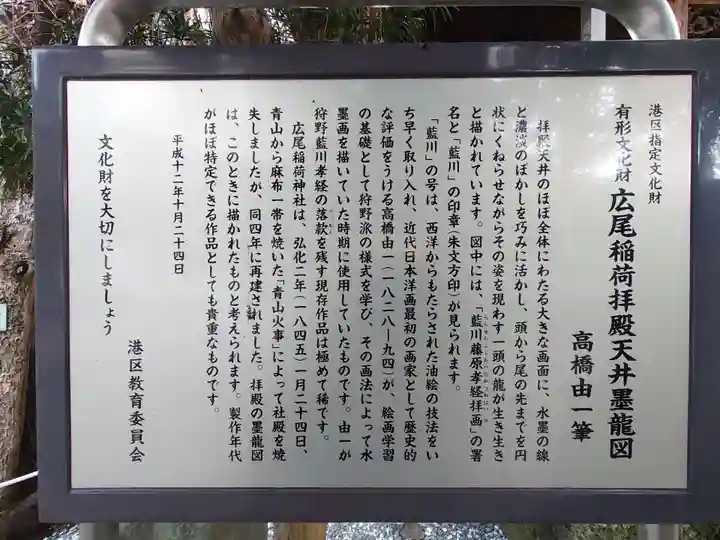 港区指定文化財
有形文化財 広尾稲荷拝殿天井墨龍図
高橋由一筆
拝殿天井のほぼ全体にわたる大きな画面に、水墨の線
と濃淡のぼかしを巧みに活かし、頭から尾の先までを円
状にくねらせながらその姿を現わす一頭の龍が生き生き
と描かれています。図中には、「藍川藤原孝経拝画」の署
名と「藍川」の印章(朱文方印)が見られます。
「藍川」の号は、西洋からもたらされた油絵の技法をい
ち早く取り入れ、近代日本洋画最初の画家として歴史的
な評価をうける高橋由一(一八二八―九四)が、絵画学習
の基礎として狩野派の様式を学び、その画法によって水
墨画を描いていた時期に使用していたものです。由一が
狩野藍川孝経の落款を残す現存作品は極めて稀です。
広尾稲荷神社は、弘化二年(一八四五)一月二十四日、
青山から麻布一帯を焼いた「青山火事」によって社殿を焼
失しましたが、同四年に再建されました。拝殿の墨龍図
は、このときに描かれたものと考えられます。製作年代
がほぼ特定できる作品としても貴重なものです。
平成十二年十月二十四日
港区教育委員会
文化財を大切にしましょう